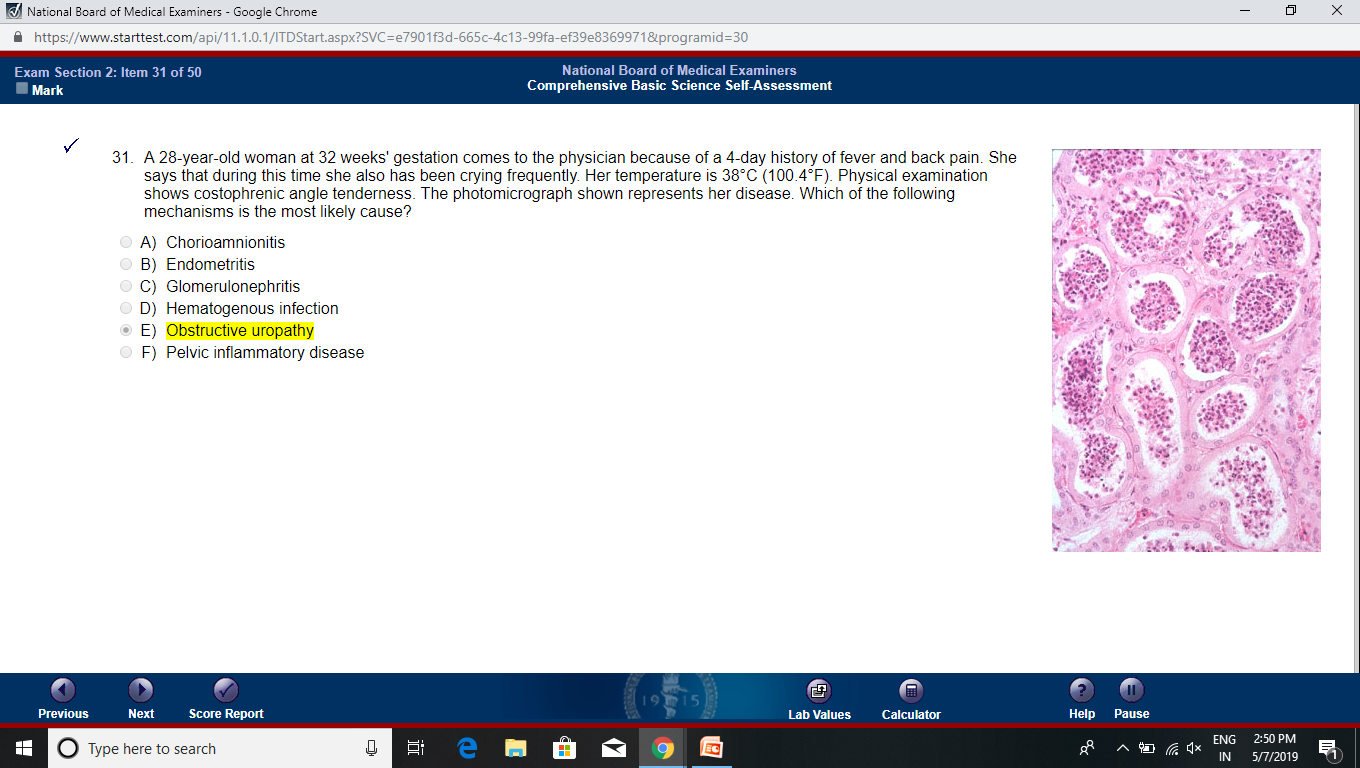 National Board of Medical Examiners - Google Chrome
https://www.starttest.com/api/11.1.0.1/ITDStart.aspx?SVC=e7901f3d-665c-4c13-99fa-ef39e8369971&programid=30
Exam Section 2: Item 31 of 50
Mark
National Board of Medical Examiners
Comprehensive Basic Science Self-Assessment
31. A 28-year-old woman at 32 weeks' gestation comes to the physician because of a 4-day history of fever and back pain. She
says that during this time she also has been crying frequently. Her temperature is 38°C (100.4°F). Physical examination
shows costophrenic angle tenderness. The photomicrograph shown represents her disease. Which of the following
mechanisms is the most likely cause?
A) Chorioamnionitis
B) Endometritis
C) Glomerulonephritis
D) Hematogenous infection
E) Obstructive uropathy
F) Pelvic inflammatory disease
Previous
Next
Score Report
19 15
Lab Values
Calculator
Help
Pause
Type here to search
ENG
IN
2:50 PM
5/7/2019
1